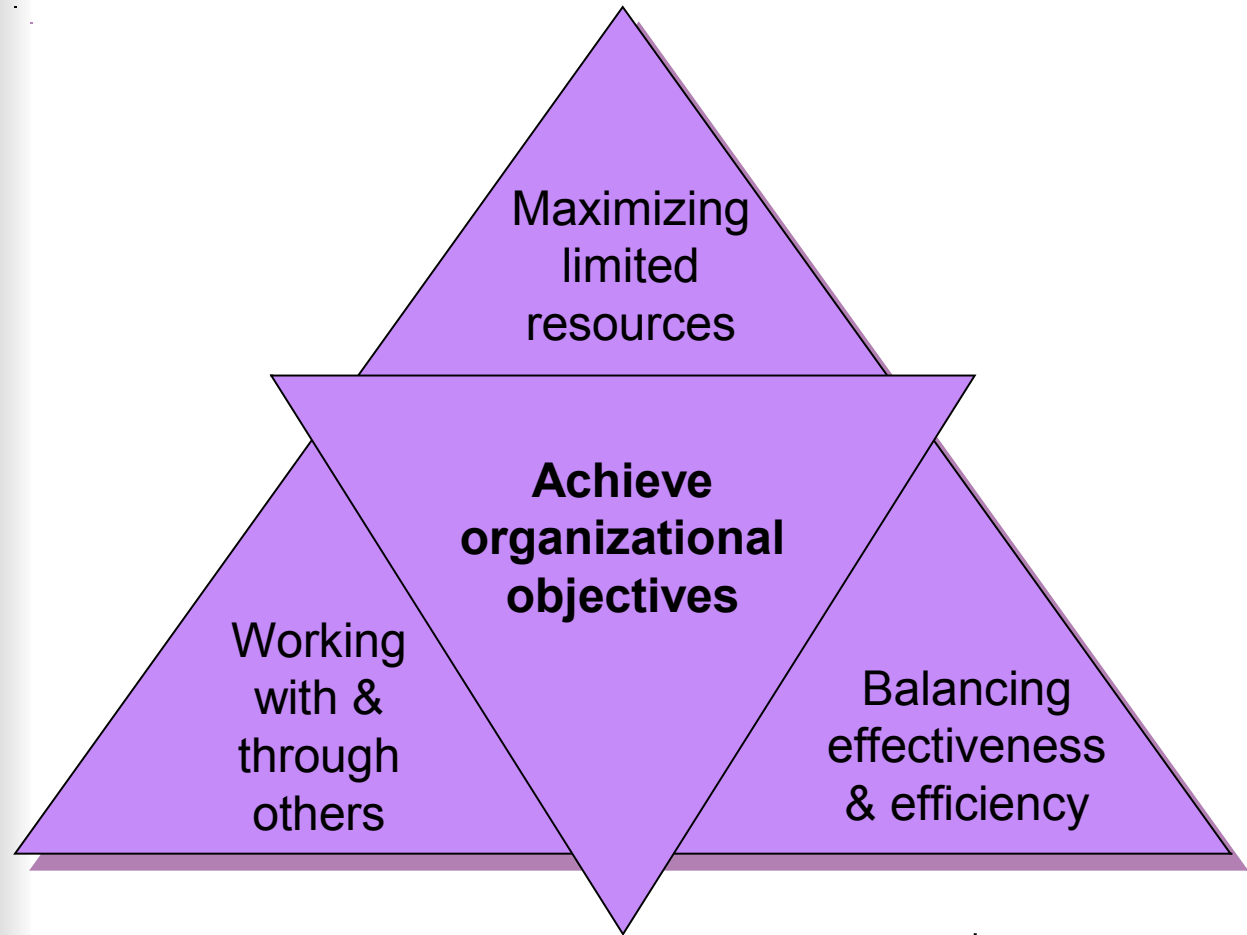 Maximizing
limited
resources
Achieve
organizational
objectives
Working
with &
through
others
Balancing
effectiveness
& efficiency